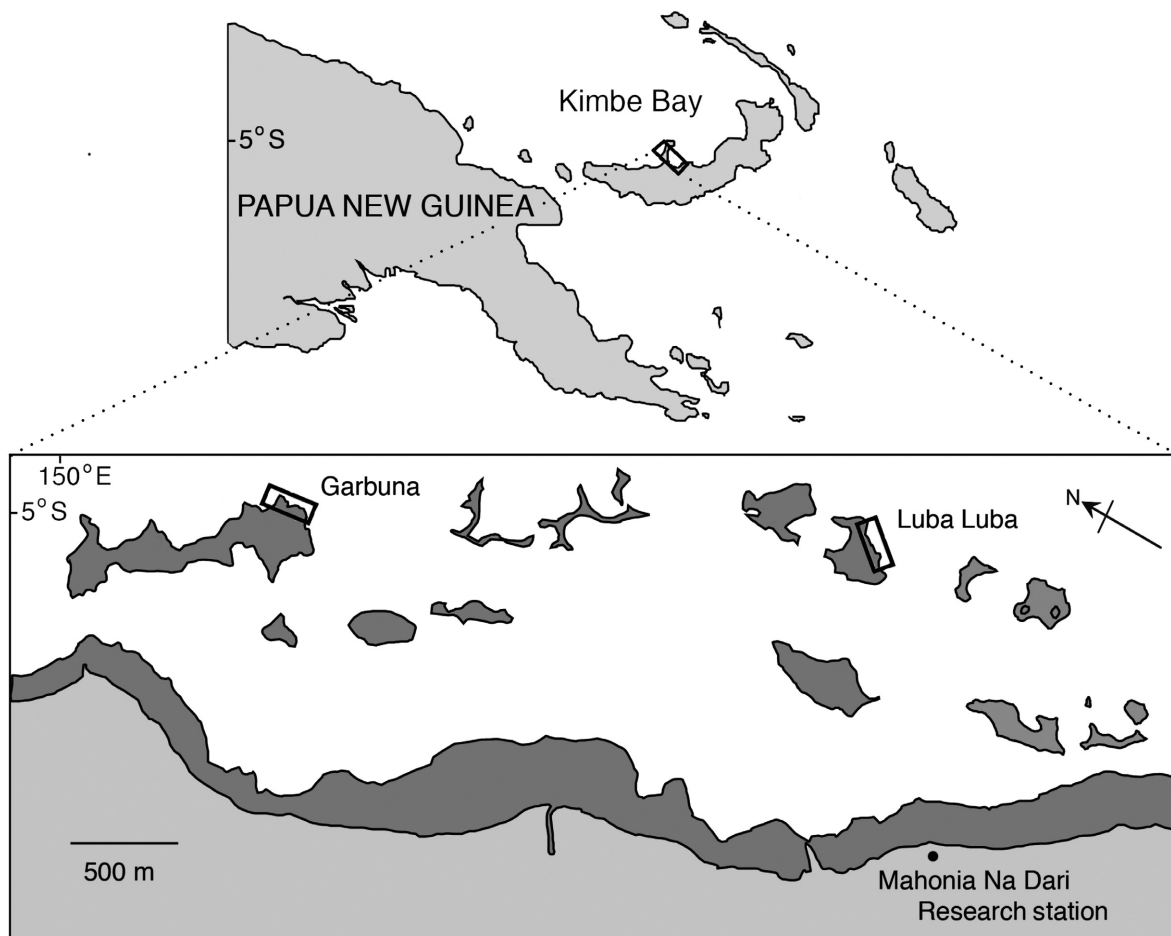 Kimbe Bay
5°S
PAPUA NEW GUINEA
150°E
5°S
Garbuna
Luba Luba
N
500 m
Mahonia Na Dari
Research station